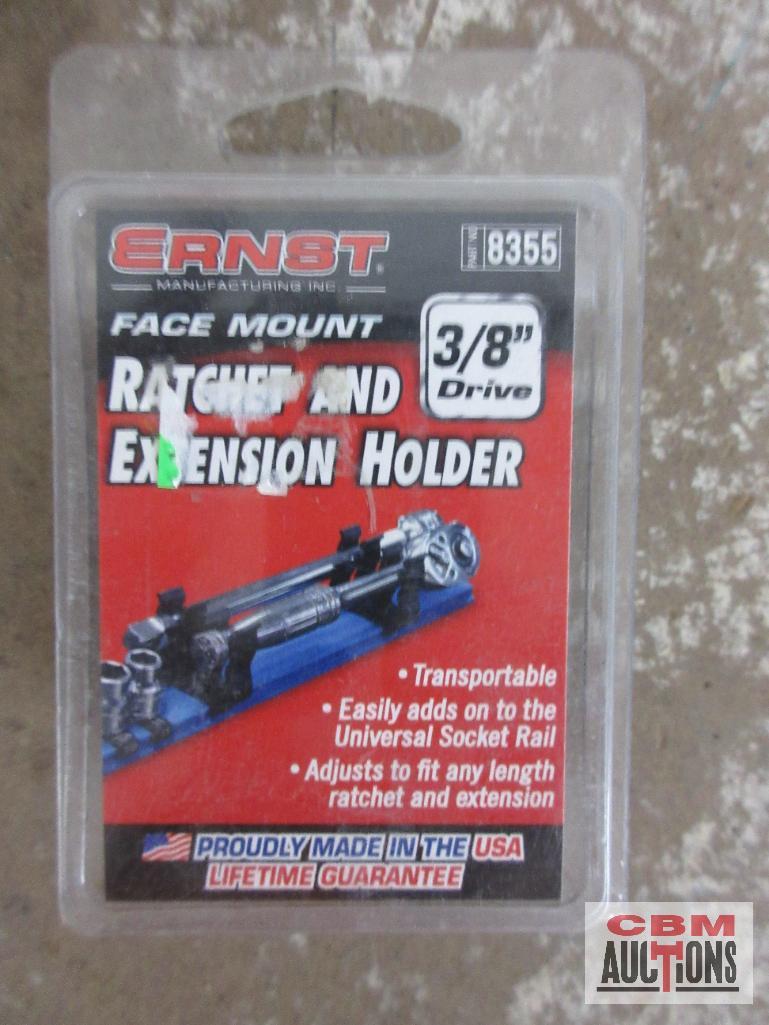 ERNST
MANUFACTURING INC.
PART NO
8355
FACE MOUNT
3/8"
Drive
RATCHET AND
EXTENSION HOLDER
• Transportable
• Easily adds on to the
Universal Socket Rail
• Adjusts to fit any length
ratchet and extension
PROUDLY MADE IN THE USA
LIFETIME GUARANTEE
CBM
AUCTIONS